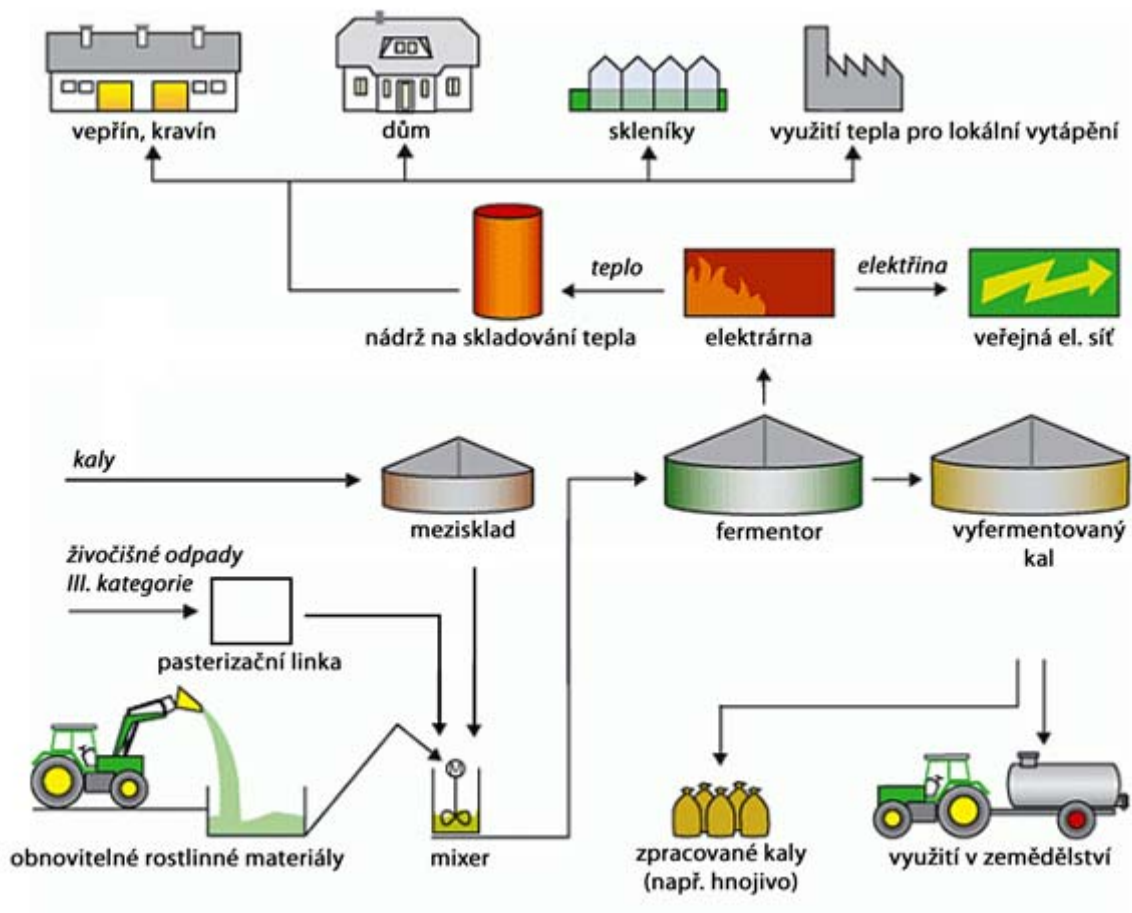 vepřín, kravín
dům
skleníky
využití tepla pro lokální vytápění
teplo
elektřina
nádrž na skladování tepla
elektrárna
veřejná el. síť
kaly
mezisklad
fermentor
vyfermentovaný
kal
živočišné odpady
III. kategorie
pasterizační linka
M
obnovitelné rostlinné materiály
mixer
zpracované kaly
(např. hnojivo)
využití v zemědělství